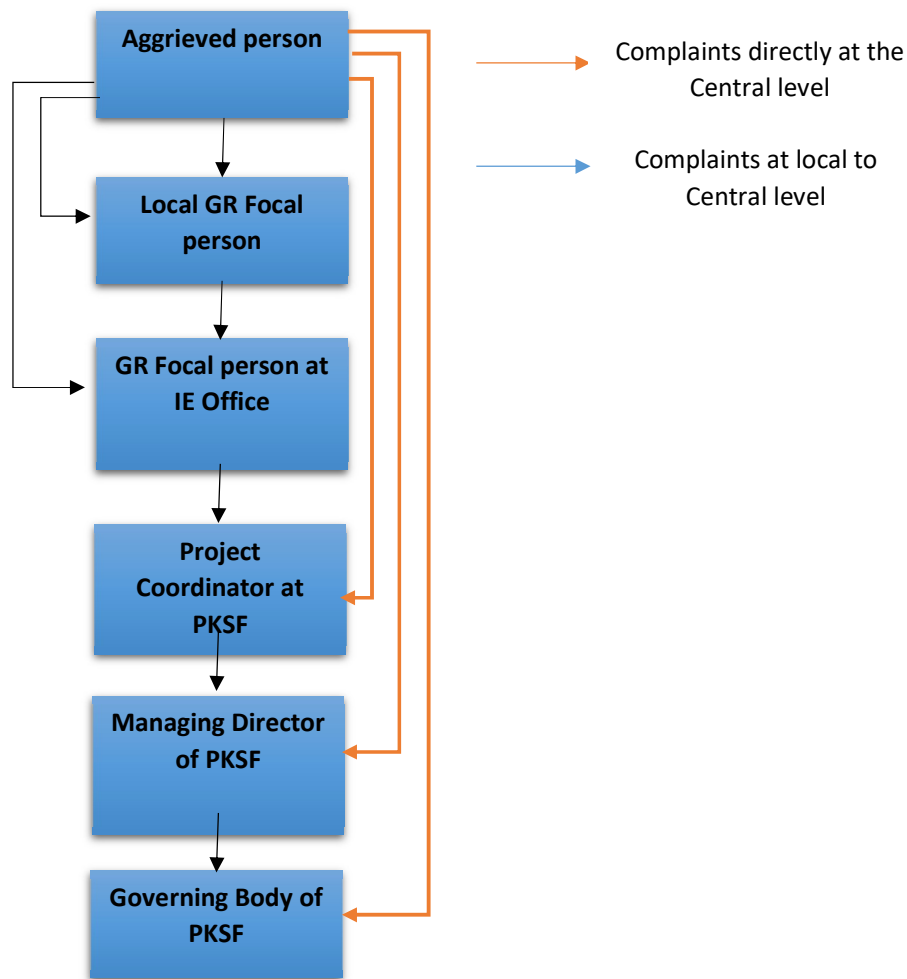 Aggrieved person
Complaints directly at the
Central level
Complaints at local to
Central level
Local GR Focal
person
GR Focal person at
IE Office
Project
Coordinator at
PKSF
Managing Director
of PKSF
Governing Body of
PKSF